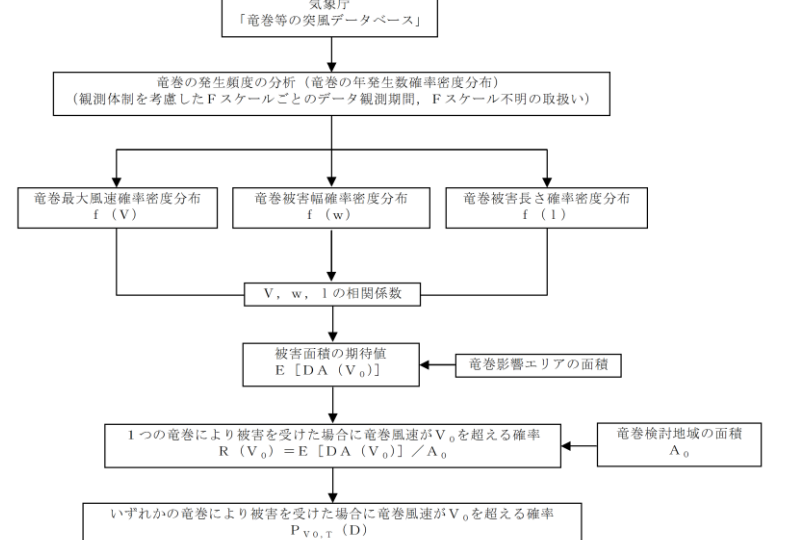 気象庁
「竜巻等の突風データベース」
竜巻の発生頻度の分析（竜巻の年発生数確率密度分布）
（観測体制を考慮したＦスケールごとのデータ観測期間，Ｆスケール不明の取扱い）
竜巻最大風速確率密度分布
ｆ（Ｖ）
竜巻被害幅確率密度分布
ｆ（ｗ）
竜巻被害長さ確率密度分布
ｆ（ｌ）
Ｖ，ｗ，ｌの相関係数
被害面積の期待値
Ｅ［ＤＡ（Ｖ₀）］
竜巻影響エリアの面積
１つの竜巻により被害を受けた場合に竜巻風速がＶ₀を超える確率
Ｒ（Ｖ₀）＝Ｅ［ＤＡ（Ｖ₀）］／Ａ₀
竜巻検討地域の面積
Ａ₀
いずれかの竜巻により被害を受けた場合に竜巻風速がＶ₀を超える確率
Ｐ_V0,T（Ｄ）